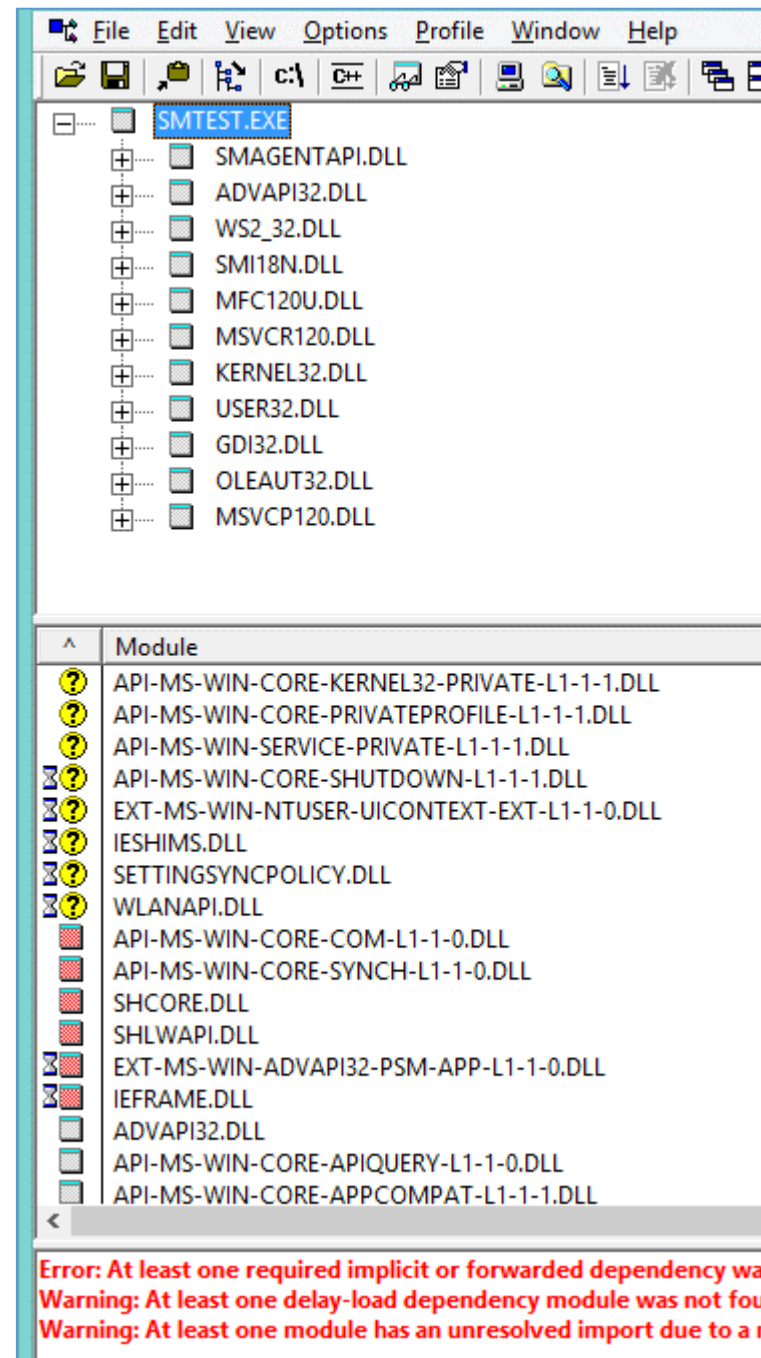 File Edit View Options Profile Window Help
C:\ C++
SMTEST.EXE
SMAGENTAPI.DLL
ADVAPI32.DLL
WS2_32.DLL
SMI18N.DLL
MFC120U.DLL
MSVCR120.DLL
KERNEL32.DLL
USER32.DLL
GDI32.DLL
OLEAUT32.DLL
MSVCP120.DLL
^ Module
API-MS-WIN-CORE-KERNEL32-PRIVATE-L1-1-1.DLL
API-MS-WIN-CORE-PRIVATEPROFILE-L1-1-1.DLL
API-MS-WIN-SERVICE-PRIVATE-L1-1-1.DLL
API-MS-WIN-CORE-SHUTDOWN-L1-1-1.DLL
EXT-MS-WIN-NTUSER-UICONTEXT-EXT-L1-1-0.DLL
IESHIMS.DLL
SETTINGSYNCPOLICY.DLL
WLANAPI.DLL
API-MS-WIN-CORE-COM-L1-1-0.DLL
API-MS-WIN-CORE-SYNCH-L1-1-0.DLL
SHCORE.DLL
SHLWAPI.DLL
EXT-MS-WIN-ADVAPI32-PSM-APP-L1-1-0.DLL
IEFRAME.DLL
ADVAPI32.DLL
API-MS-WIN-CORE-APIQUERY-L1-1-0.DLL
API-MS-WIN-CORE-APPCOMPAT-L1-1-1.DLL
Error: At least one required implicit or forwarded dependency wa
Warning: At least one delay-load dependency module was not fou
Warning: At least one module has an unresolved import due to a